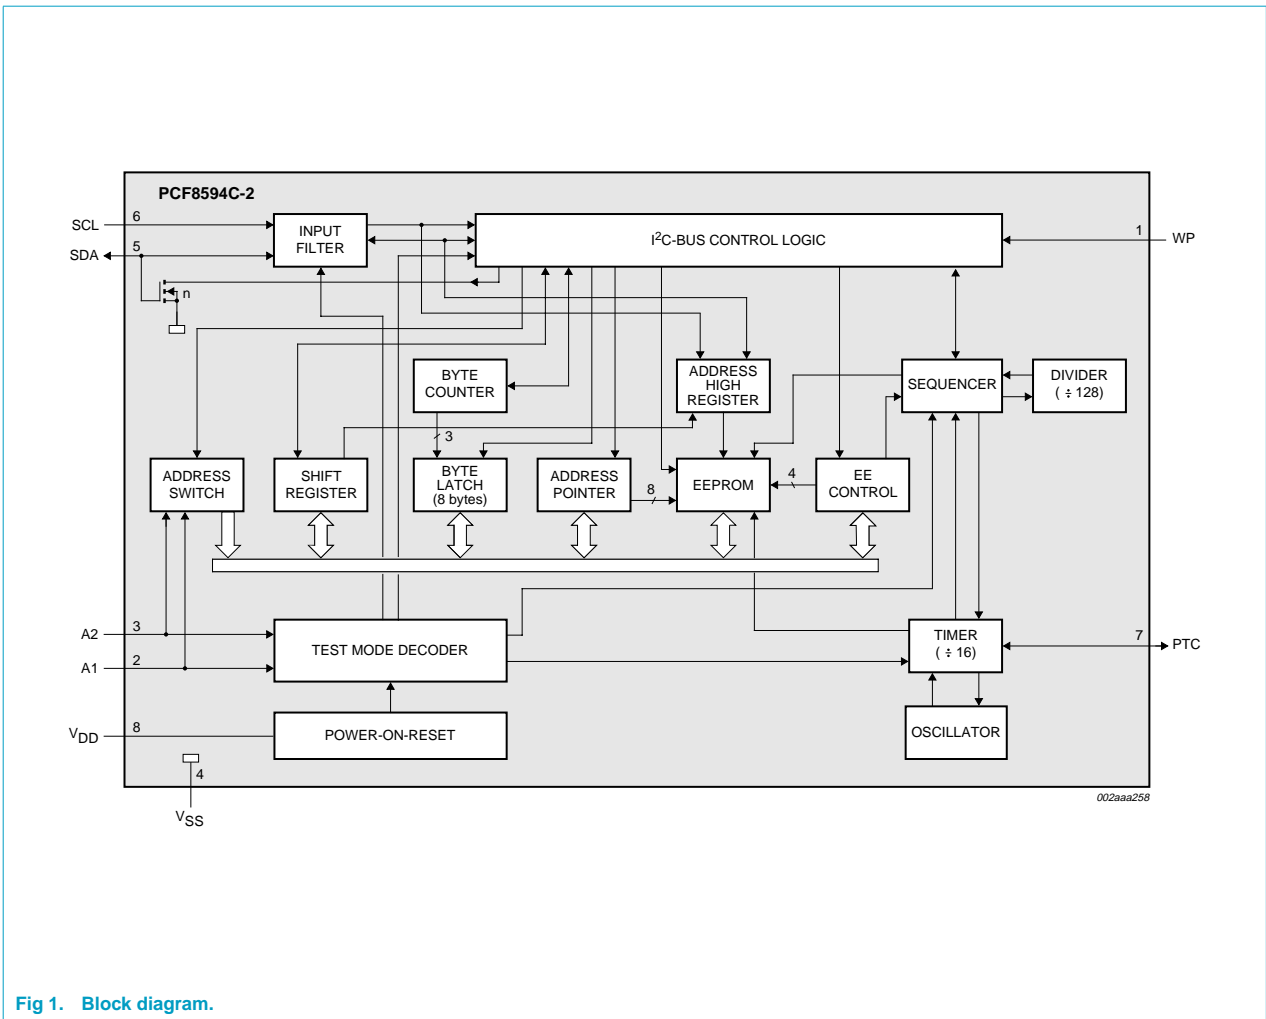 PCF8594C-2
SCL
6
INPUT
FILTER
I²C-BUS CONTROL LOGIC
1
WP
SDA
5
n
BYTE
COUNTER
ADDRESS
HIGH
REGISTER
SEQUENCER
DIVIDER
( ÷ 128)
3
ADDRESS
SWITCH
SHIFT
REGISTER
BYTE
LATCH
(8 bytes)
ADDRESS
POINTER
8
EEPROM
4
EE
CONTROL
A2
3
TEST MODE DECODER
TIMER
( ÷ 16)
7
PTC
A1
2
VDD
8
POWER-ON-RESET
OSCILLATOR
4
VSS
002aaa258
Fig 1. Block diagram.